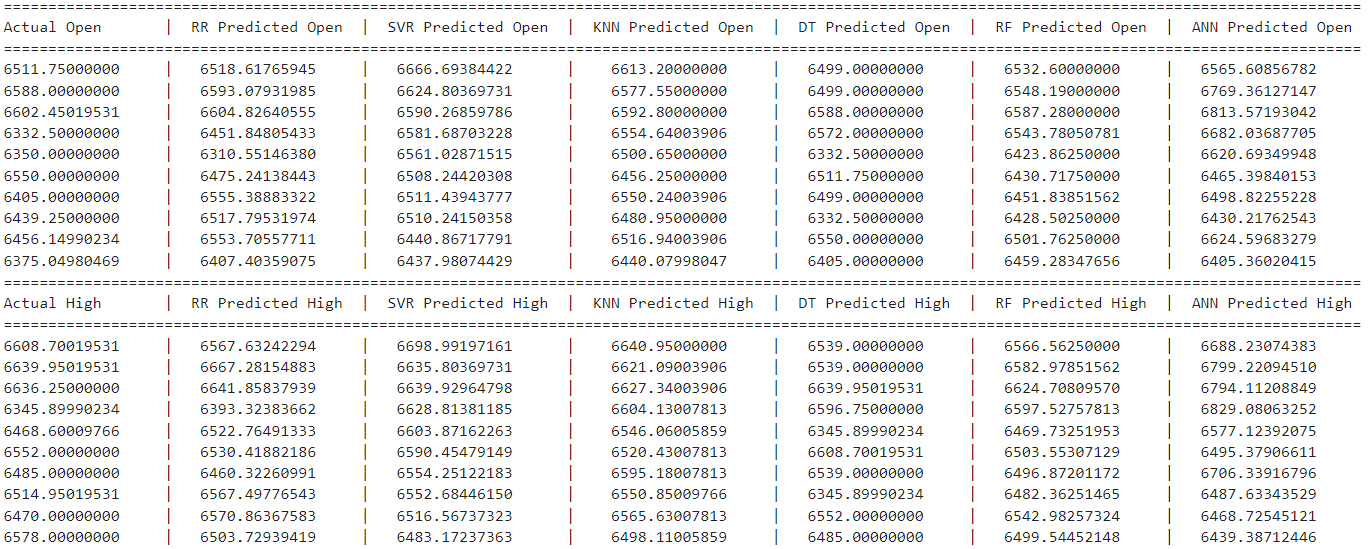 Actual Open | RR Predicted Open | SVR Predicted Open | KNN Predicted Open | DT Predicted Open | RF Predicted Open | ANN Predicted Open
6511.75000000 | 6518.61765945 | 6666.69384422 | 6613.20000000 | 6499.00000000 | 6532.60000000 | 6565.60856782
6588.00000000 | 6593.07931985 | 6624.80369731 | 6577.55000000 | 6499.00000000 | 6548.19000000 | 6769.36127147
6602.45019531 | 6604.82640555 | 6590.26859786 | 6592.80000000 | 6588.00000000 | 6587.28000000 | 6813.57193042
6332.50000000 | 6451.84805433 | 6581.68703228 | 6554.64003906 | 6572.00000000 | 6543.78050781 | 6682.03687705
6350.00000000 | 6310.55146380 | 6561.02871515 | 6500.65000000 | 6332.50000000 | 6423.86250000 | 6620.69349948
6550.00000000 | 6475.24138443 | 6508.24420308 | 6456.25000000 | 6511.75000000 | 6430.71750000 | 6465.39840153
6405.00000000 | 6555.38883322 | 6511.43943777 | 6550.24003906 | 6499.00000000 | 6451.83851562 | 6498.82255228
6439.25000000 | 6517.79531974 | 6510.24150358 | 6480.95000000 | 6332.50000000 | 6428.50250000 | 6430.21762543
6456.14990234 | 6553.70557711 | 6440.86717791 | 6516.94003906 | 6550.00000000 | 6501.76250000 | 6624.59683279
6375.04980469 | 6407.40359075 | 6437.98074429 | 6440.07998047 | 6405.00000000 | 6459.28347656 | 6405.36020415
Actual High | RR Predicted High | SVR Predicted High | KNN Predicted High | DT Predicted High | RF Predicted High | ANN Predicted High
6608.70019531 | 6567.63242294 | 6698.99197161 | 6640.95000000 | 6539.00000000 | 6566.56250000 | 6688.23074383
6639.95019531 | 6667.28154883 | 6635.80369731 | 6621.09003906 | 6539.00000000 | 6582.97851562 | 6799.22094510
6636.25000000 | 6641.85837939 | 6639.92964798 | 6627.34003906 | 6639.95019531 | 6624.70809570 | 6794.11208849
6345.89990234 | 6393.32383662 | 6628.81381185 | 6604.13007813 | 6596.75000000 | 6597.52757813 | 6829.08063252
6468.60009766 | 6522.76491333 | 6603.87162263 | 6546.06005859 | 6345.89990234 | 6469.73251953 | 6577.12392075
6552.00000000 | 6530.41882186 | 6590.45479149 | 6520.43007813 | 6608.70019531 | 6503.55307129 | 6495.37906611
6485.00000000 | 6460.32260991 | 6554.25122183 | 6595.18007813 | 6539.00000000 | 6496.87201172 | 6706.33916796
6514.95019531 | 6567.49776543 | 6552.68446150 | 6550.85009766 | 6345.89990234 | 6482.36251465 | 6487.63343529
6470.00000000 | 6570.86367583 | 6516.56737323 | 6565.63007813 | 6552.00000000 | 6542.98257324 | 6468.72545121
6578.00000000 | 6503.72939419 | 6483.17237363 | 6498.11005859 | 6485.00000000 | 6499.54452148 | 6439.38712446